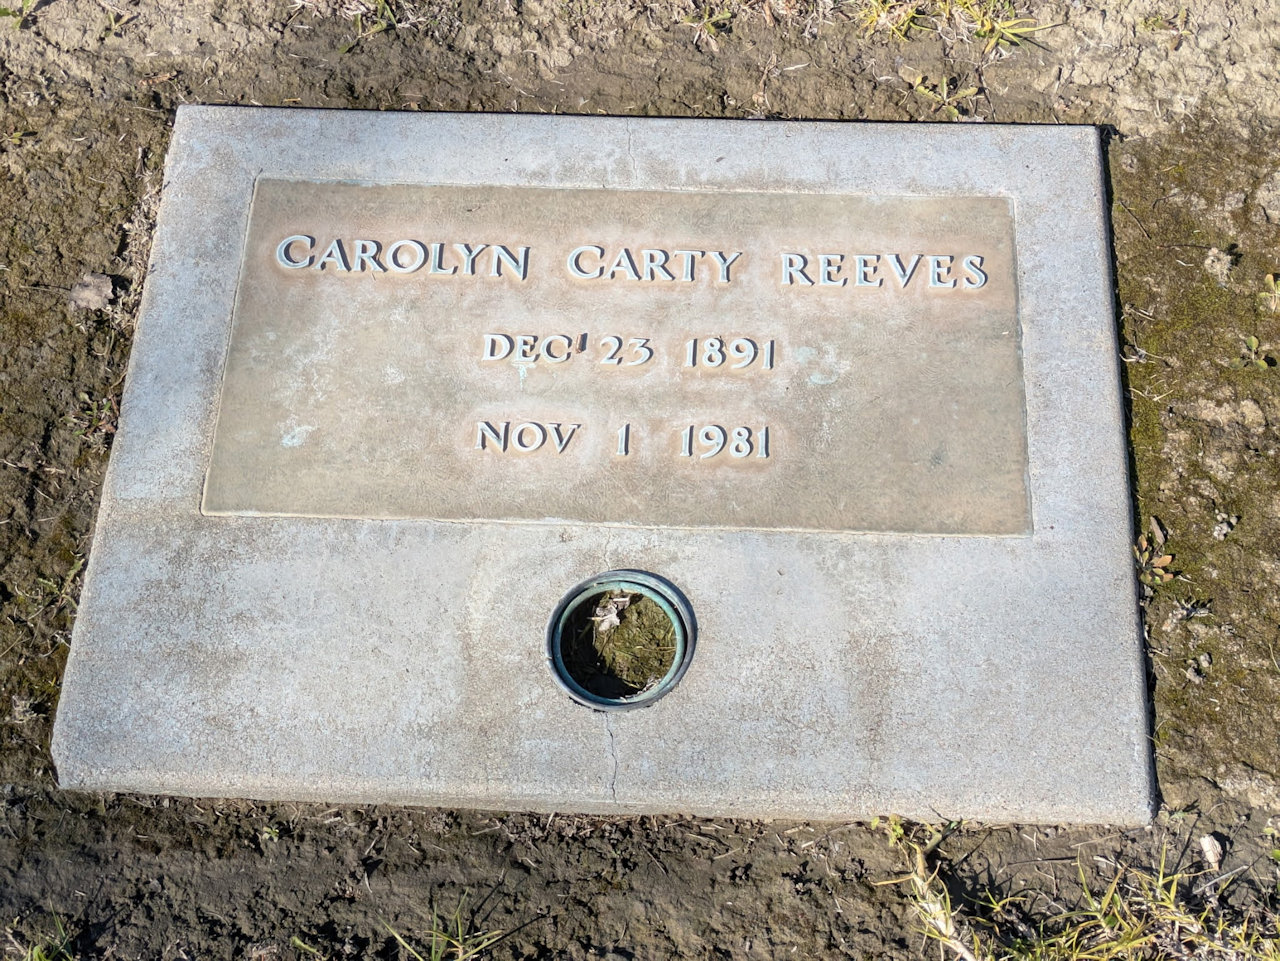 CAROLYN CARTY REEVES
DEC 23 1891
NOV 1 1981